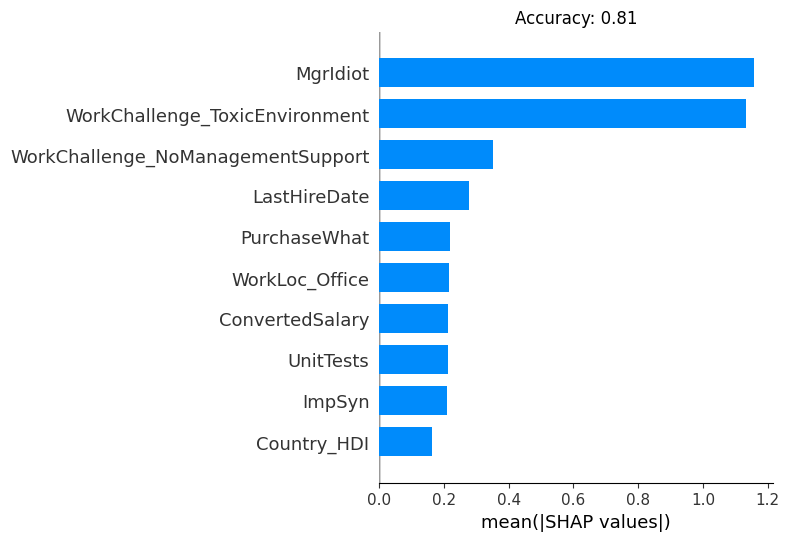 Accuracy: 0.81
MgrIdiot
WorkChallenge_ToxicEnvironment
WorkChallenge_NoManagementSupport
LastHireDate
PurchaseWhat
WorkLoc_Office
ConvertedSalary
UnitTests
ImpSyn
Country_HDI
0.0 0.2 0.4 0.6 0.8 1.0 1.2
mean(|SHAP values|)